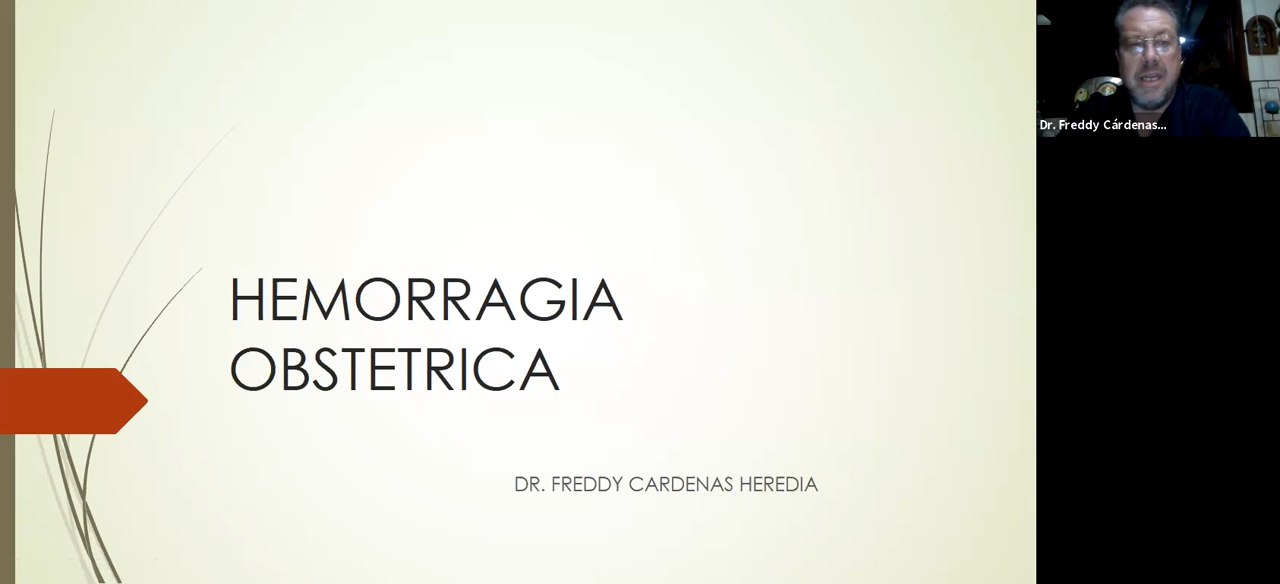 HEMORRAGIA
OBSTETRICA
DR. FREDDY CARDENAS HEREDIA
Dr. Freddy Cárdenas...